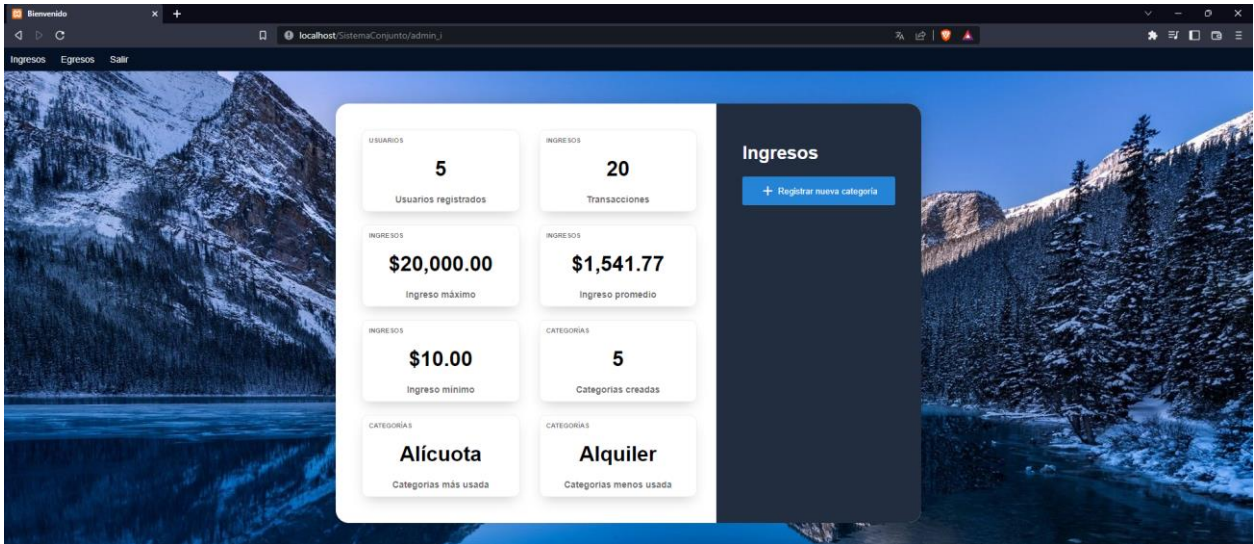 Bienvenido
localhost/SistemaConjunto/admin_i
Ingresos Egresos Salir
USUARIOS
5
Usuarios registrados
INGRESOS
20
Transacciones
INGRESOS
$20,000.00
Ingreso máximo
INGRESOS
$1,541.77
Ingreso promedio
INGRESOS
$10.00
Ingreso mínimo
CATEGORÍAS
5
Categorias creadas
CATEGORÍAS
Alícuota
Categorias más usada
CATEGORÍAS
Alquiler
Categorias menos usada
Ingresos
+ Registrar nueva categoría